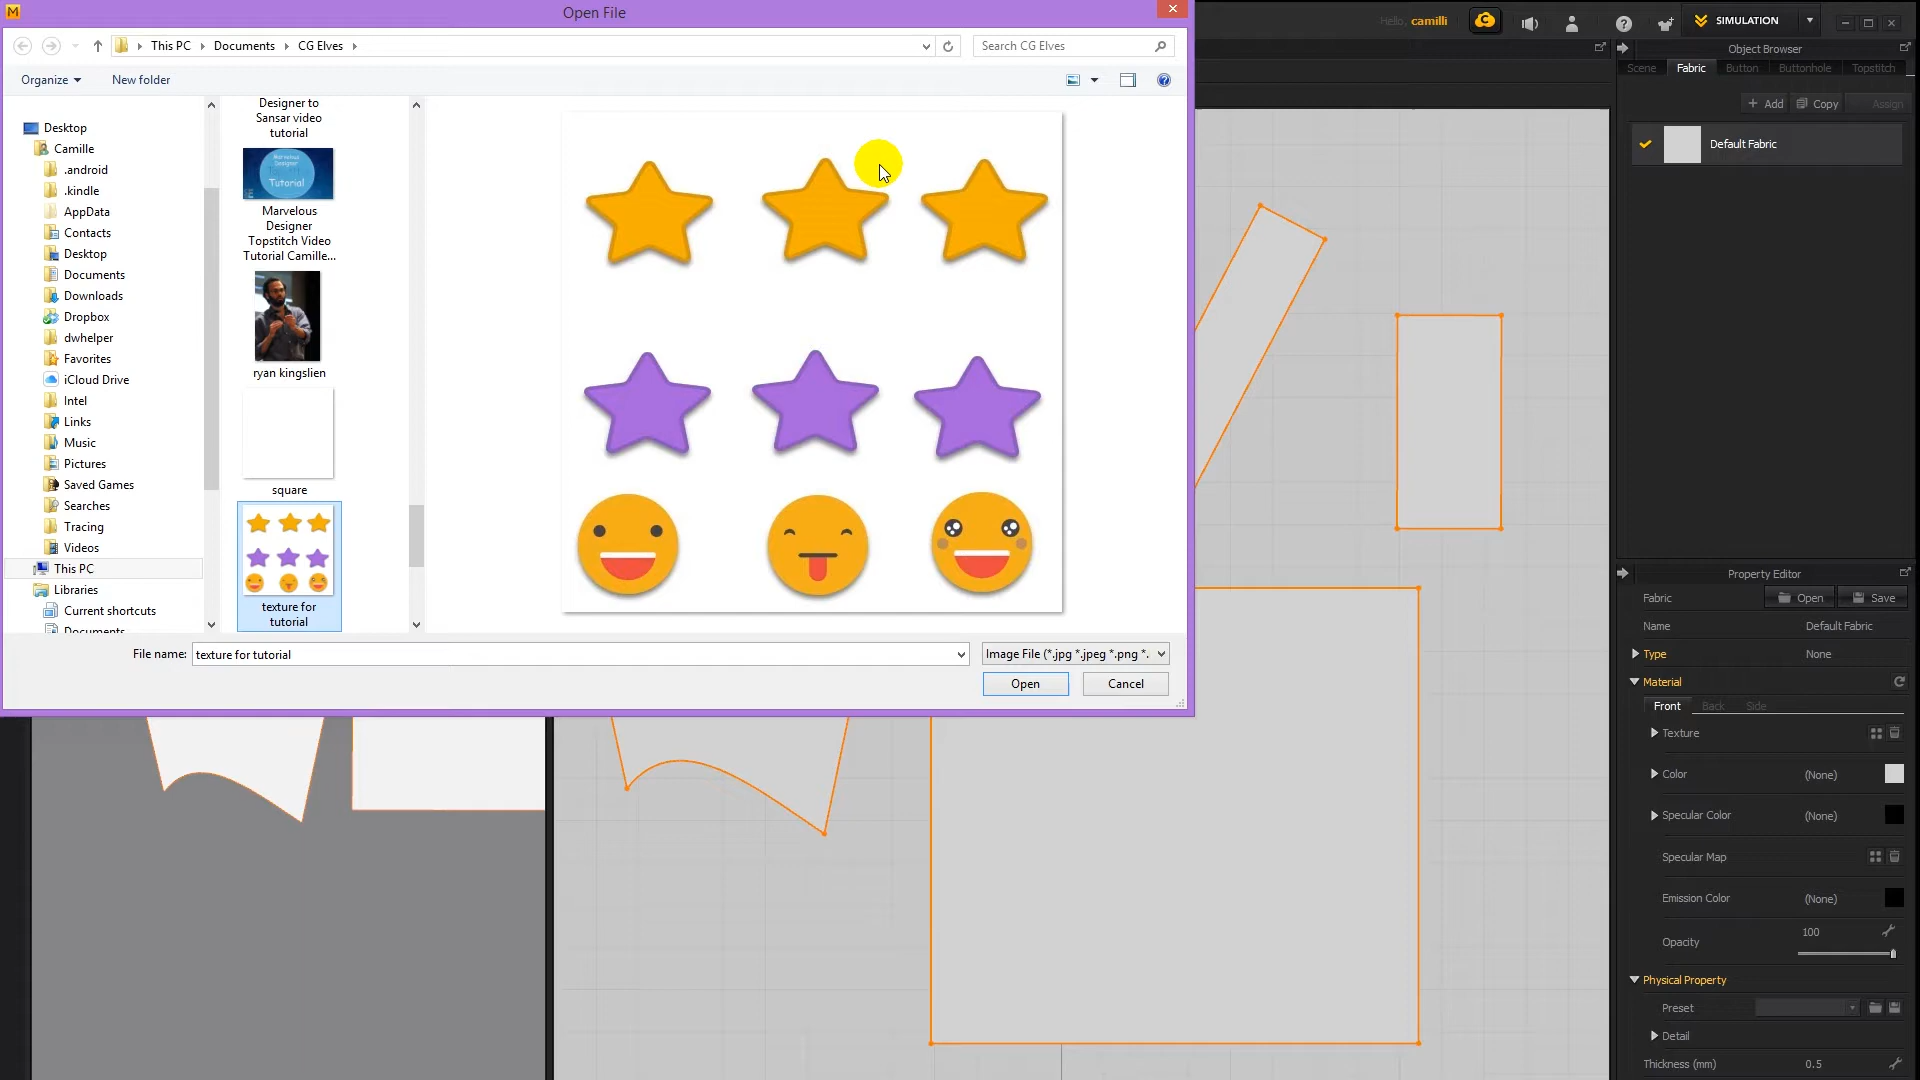 M
Open File
Hello, camilli
SIMULATION
This PC
Documents
CG Elves
Search CG Elves
Organize
New folder
Object Browser
Scene
Fabric
Button
Buttonhole
Topstitch
Add
Copy
Assign
Default Fabric
Desktop
Camille
.android
.kindle
AppData
Contacts
Desktop
Documents
Downloads
Dropbox
dwhelper
Favorites
iCloud Drive
Intel
Links
Music
Pictures
Saved Games
Searches
Tracing
Videos
This PC
Libraries
Current shortcuts
Documents
Designer to
Sansar video
tutorial
Marvelous
Designer
Tutorial
Marvelous
Designer
Topstitch Video
Tutorial Camille...
ryan kingslien
square
texture for
tutorial
File name:
texture for tutorial
Image File (*.jpg *.jpeg *.png *.
Open
Cancel
Property Editor
Fabric
Open
Save
Name
Default Fabric
Type
None
Material
Front
Back
Side
Texture
Color
(None)
Specular Color
(None)
Specular Map
Emission Color
(None)
Opacity
100
Physical Property
Preset
Detail
Thickness (mm)
0.5